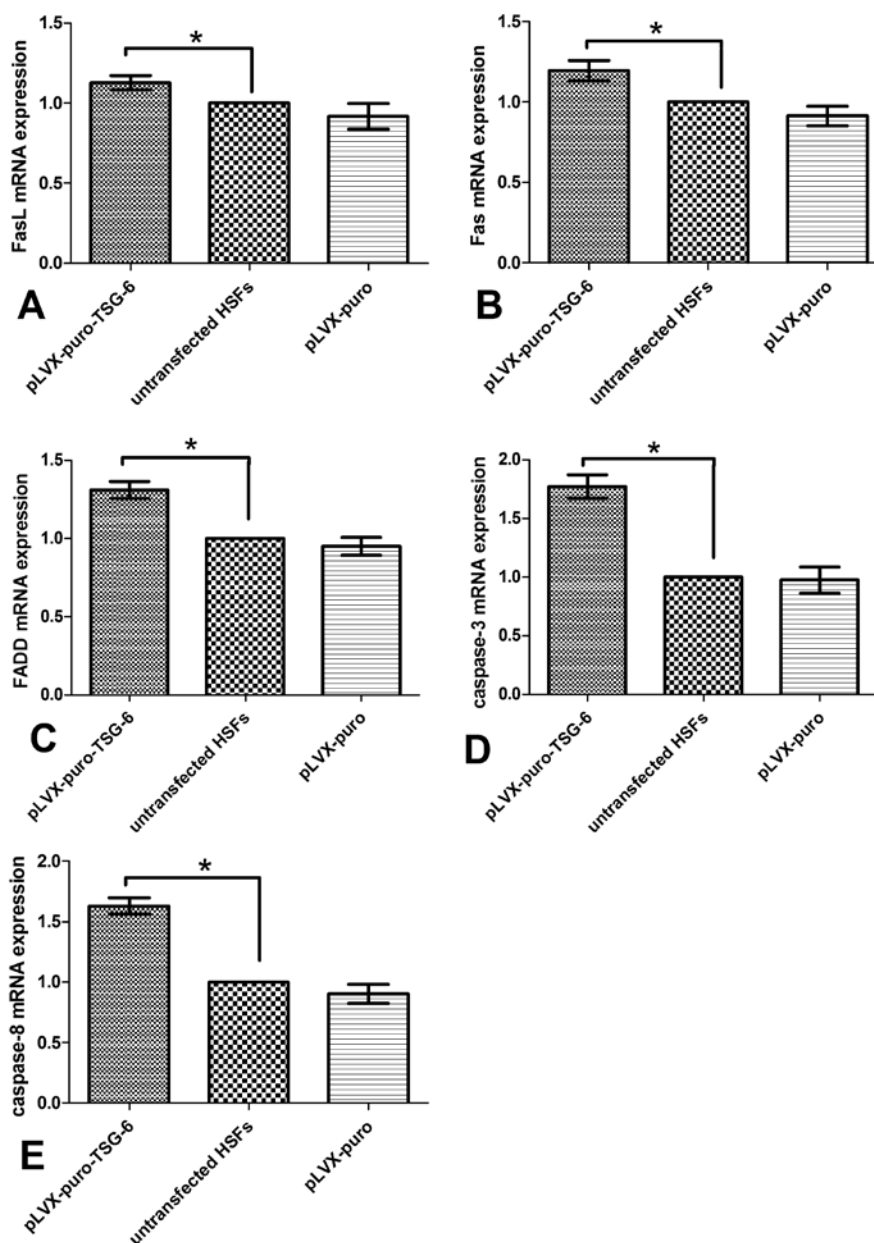 FasL mRNA expression
1.5
1.0
0.5
0.0
*
pLVX-puro-TSG-6
untransfected HSFs
pLVX-puro
A
Fas mRNA expression
1.5
1.0
0.5
0.0
*
pLVX-puro-TSG-6
untransfected HSFs
pLVX-puro
B
FADD mRNA expression
1.5
1.0
0.5
0.0
*
pLVX-puro-TSG-6
untransfected HSFs
pLVX-puro
C
caspase-3 mRNA expression
2.0
1.5
1.0
0.5
0.0
*
pLVX-puro-TSG-6
untransfected HSFs
pLVX-puro
D
caspase-8 mRNA expression
2.0
1.5
1.0
0.5
0.0
*
pLVX-puro-TSG-6
untransfected HSFs
pLVX-puro
E